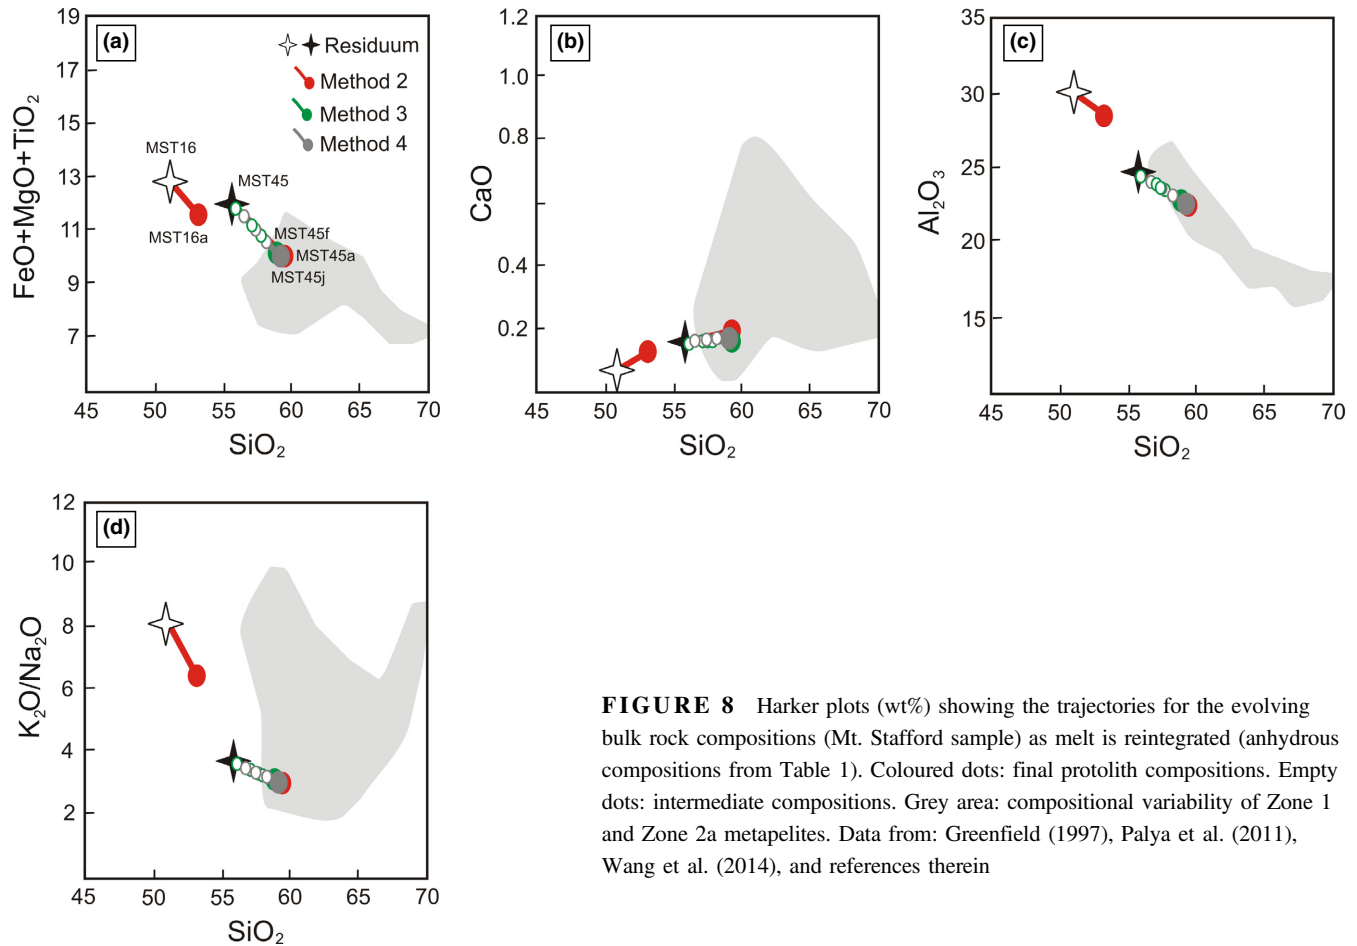 (a)
19
17
15
13
11
9
7
45
50
55
60
65
70
FeO+MgO+TiO₂
SiO₂
Residuum
Method 2
Method 3
Method 4
MST16
MST45
MST16a
MST45f
MST45a
MST45j
(b)
1.2
1.0
0.8
0.4
0.2
45
50
55
60
65
70
CaO
SiO₂
(c)
35
30
25
20
15
45
50
55
60
65
70
Al₂O₃
SiO₂
(d)
12
10
8
6
4
2
45
50
55
60
65
70
K₂O/Na₂O
SiO₂
FIGURE 8 Harker plots (wt%) showing the trajectories for the evolving
bulk rock compositions (Mt. Stafford sample) as melt is reintegrated (anhydrous
compositions from Table 1). Coloured dots: final protolith compositions. Empty
dots: intermediate compositions. Grey area: compositional variability of Zone 1
and Zone 2a metapelites. Data from: Greenfield (1997), Palya et al. (2011),
Wang et al. (2014), and references therein